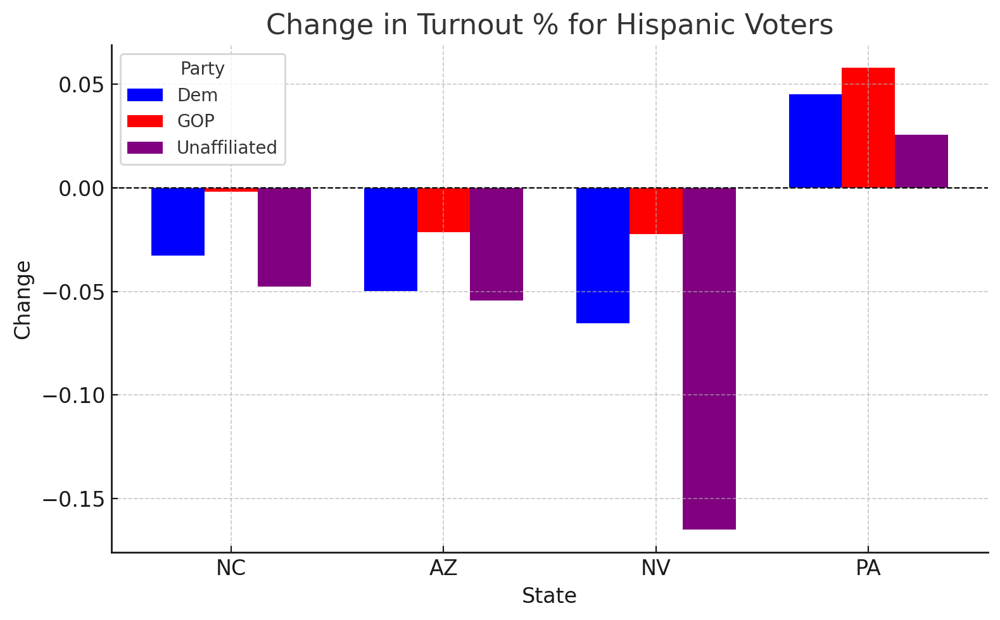 Change in Turnout % for Hispanic Voters
Party
Dem
GOP
Unaffiliated
0.05
0.00
−0.05
−0.10
−0.15
Change
NC AZ NV PA
State